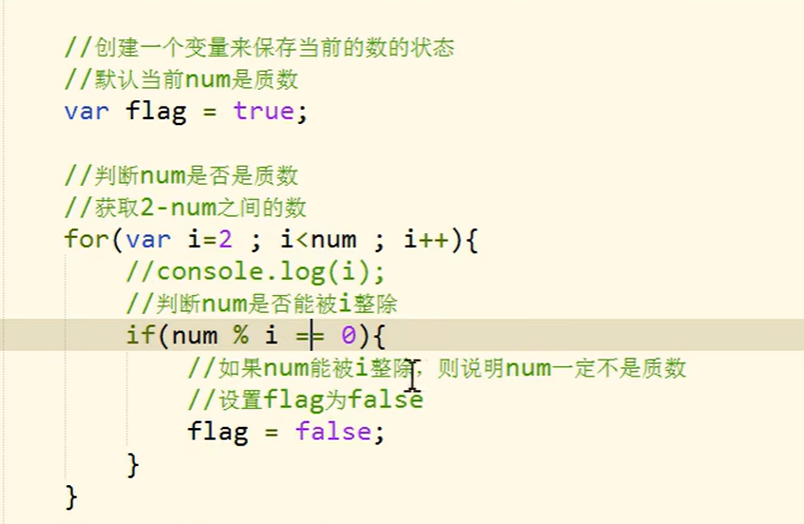 //创建一个变量来保存当前的数的状态
//默认当前num是质数
var flag = true;
//判断num是否是质数
//获取2-num之间的数
for(var i=2 ; i<num ; i++){
//console.log(i);
//判断num是否能被i整除
if(num % i == 0){
//如果num能被i整除，则说明num一定不是质数
//设置flag为false
flag = false;
}
}